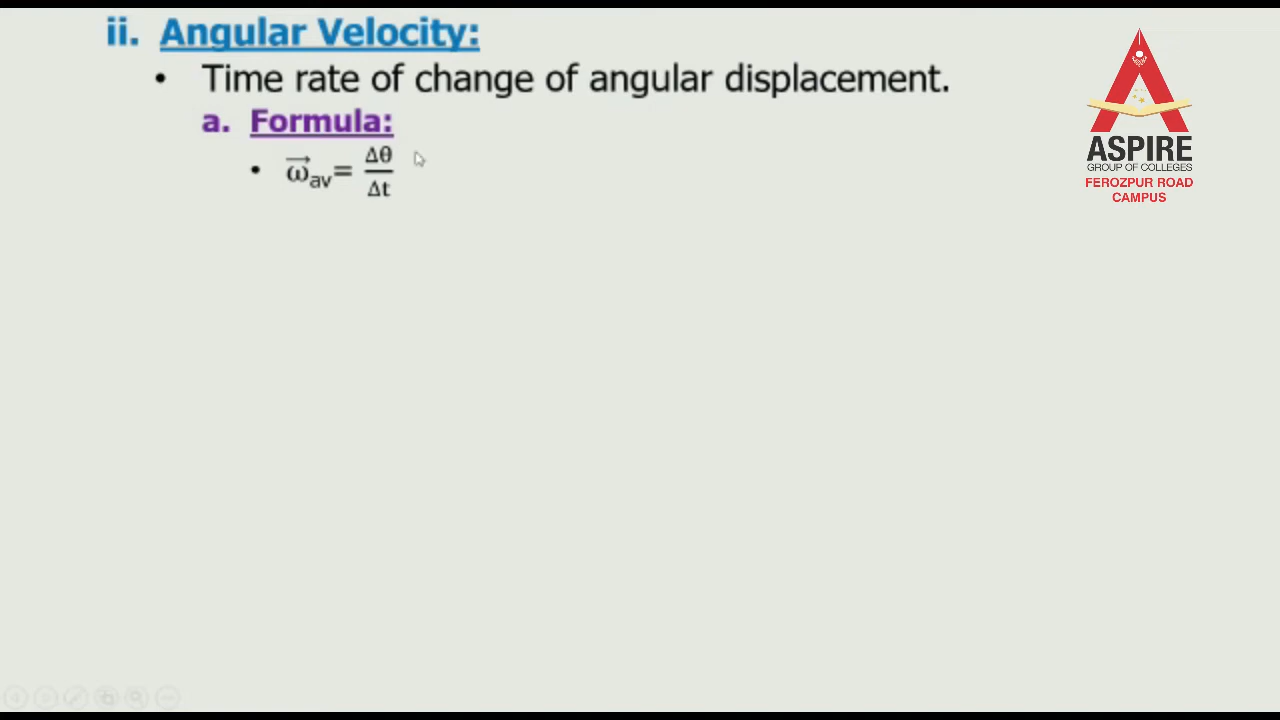 ii. Angular Velocity:
• Time rate of change of angular displacement.
a. Formula:
• ω⃗av= Δθ/Δt
ASPIRE
GROUP OF COLLEGES
FEROZPUR ROAD
CAMPUS